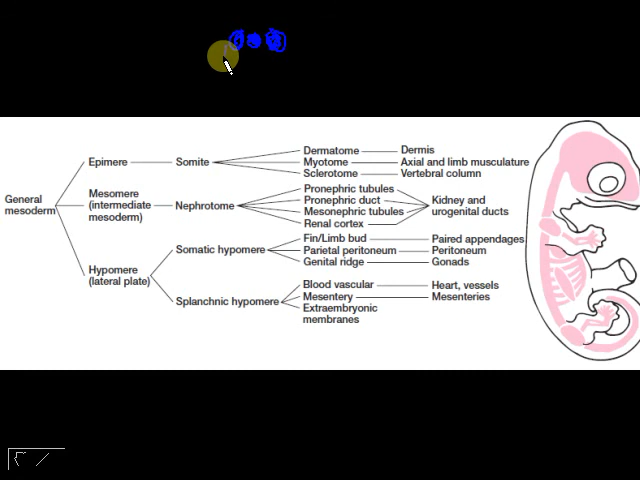 General
mesoderm
Epimere
Somite
Dermatome
Dermis
Myotome
Axial and limb musculature
Sclerotome
Vertebral column
Mesomere
(intermediate
mesoderm)
Nephrotome
Pronephric tubules
Pronephric duct
Mesonephric tubules
Renal cortex
Kidney and
urogenital ducts
Hypomere
(lateral plate)
Somatic hypomere
Fin/Limb bud
Paired appendages
Parietal peritoneum
Peritoneum
Genital ridge
Gonads
Splanchnic hypomere
Blood vascular
Heart, vessels
Mesentery
Mesenteries
Extraembryonic
membranes